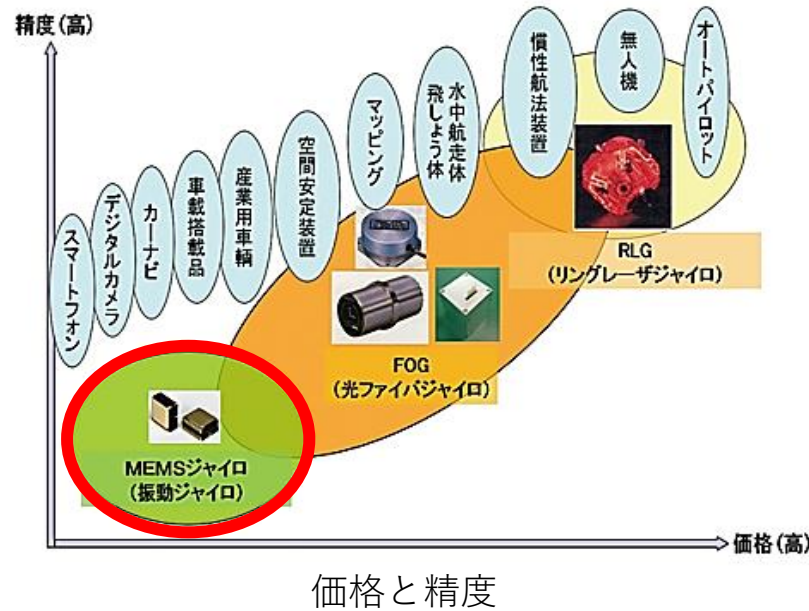 精度(高)
スマートフォン
デジタルカメラ
カーナビ
車載搭載品
産業用車輌
空間安定装置
マッピング
水中航走体
飛しょう体
慣性航法装置
無人機
オートパイロット
RLG
(リングレーザジャイロ)
FOG
(光ファイバジャイロ)
MEMSジャイロ
(振動ジャイロ)
価格(高)
価格と精度